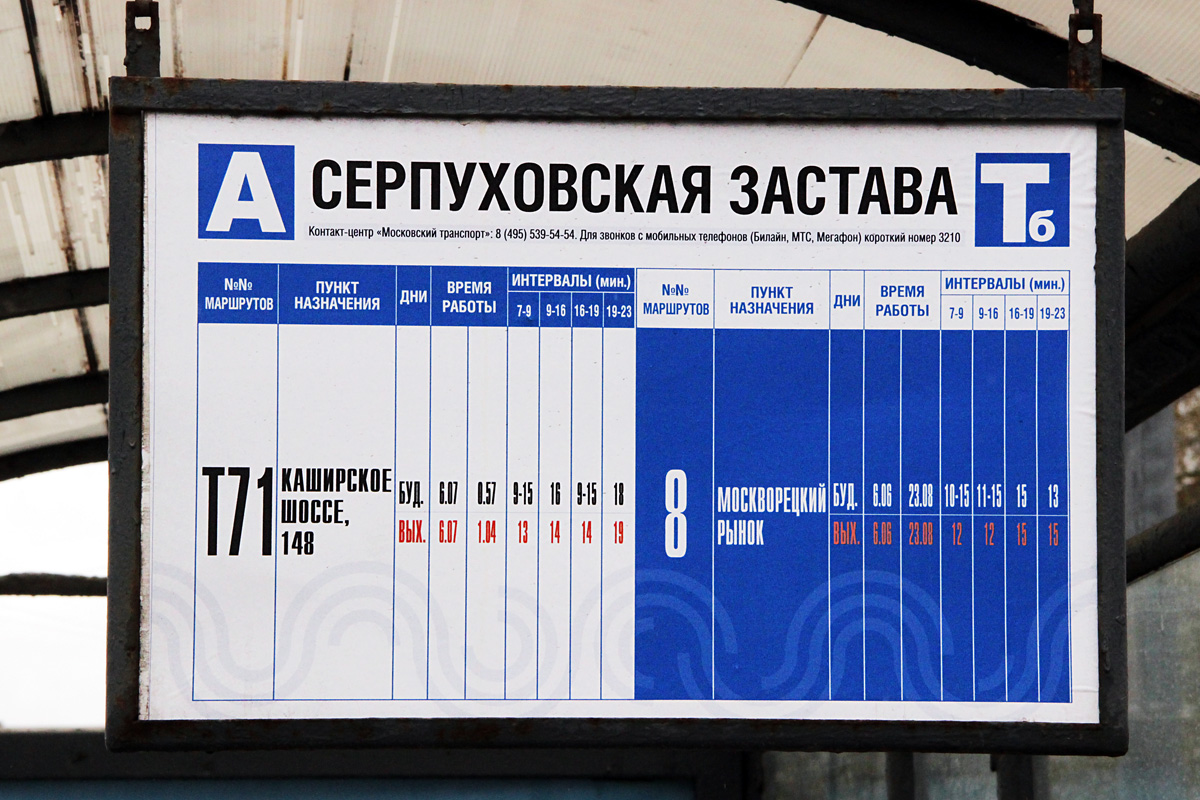 А СЕРПУХОВСКАЯ ЗАСТАВА Тб
Контакт-центр «Московский транспорт»: 8 (495) 539-54-54. Для звонков с мобильных телефонов (Билайн, МТС, Мегафон) короткий номер 3210
№№ МАРШРУТОВ
ПУНКТ НАЗНАЧЕНИЯ
ДНИ
ВРЕМЯ РАБОТЫ
ИНТЕРВАЛЫ (мин.)
7-9 9-16 16-19 19-23
Т71
КАШИРСКОЕ
ШОССЕ,
148
БУД. 6.07 0.57 9-15 16 9-15 18
ВЫХ. 6.07 1.04 13 14 14 19
№№ МАРШРУТОВ
ПУНКТ НАЗНАЧЕНИЯ
ДНИ
ВРЕМЯ РАБОТЫ
ИНТЕРВАЛЫ (мин.)
7-9 9-16 16-19 19-23
8
МОСКВОРЕЦКИЙ
РЫНОК
БУД. 6.06 23.08 10-15 11-15 15 13
ВЫХ. 6.06 23.08 12 12 15 15